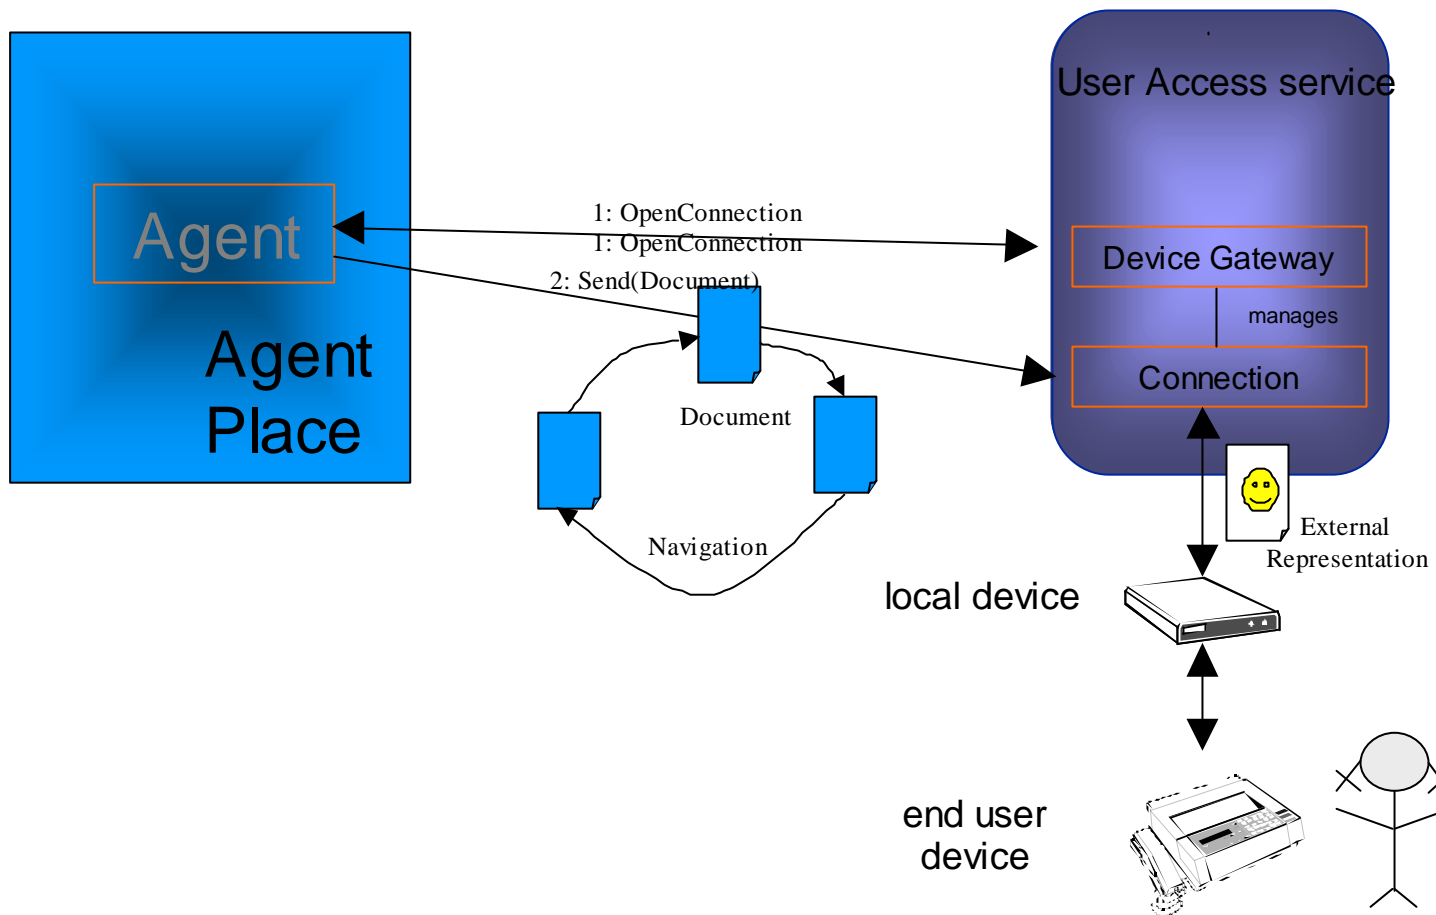 User Access service
Agent
1: OpenConnection
1: OpenConnection
2: Send(Document)
Device Gateway
manages
Connection
Agent
Place
Document
Navigation
External
Representation
local device
end user
device